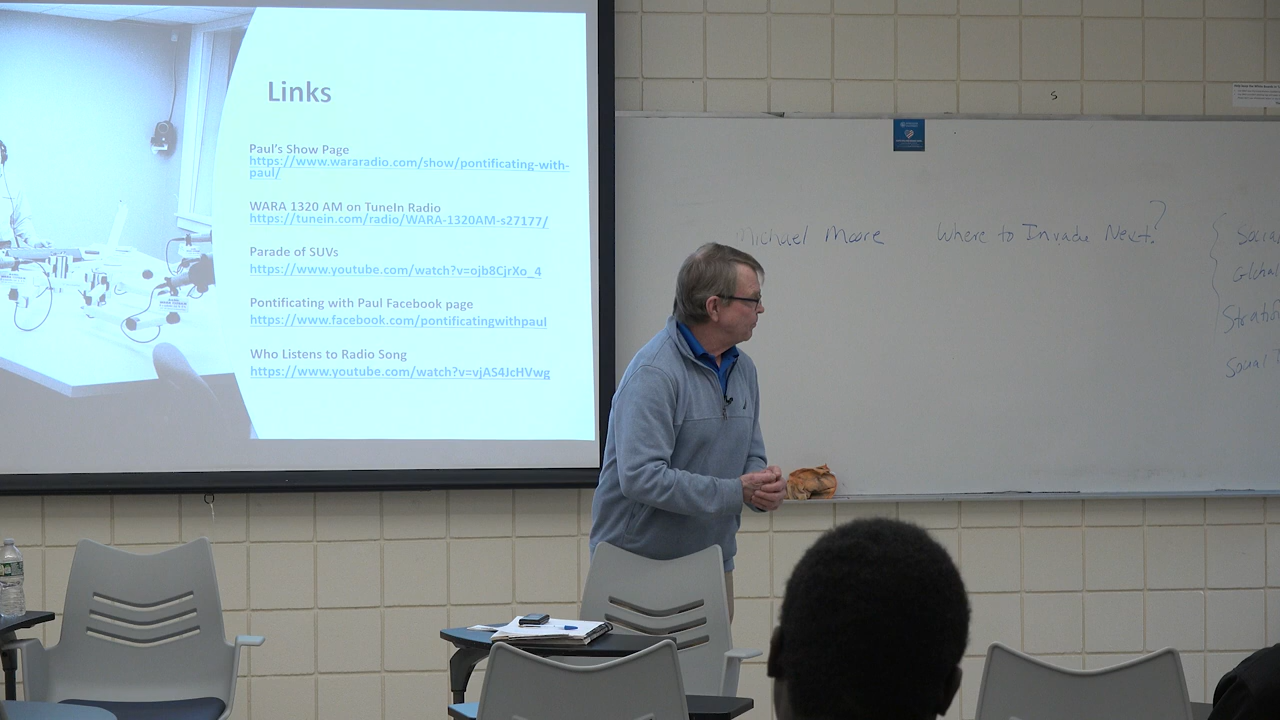 Links
Paul's Show Page
https://www.wararadio.com/show/pontificating-with-
paul/
WARA 1320 AM on TuneIn Radio
https://tunein.com/radio/WARA-1320AM-s27177/
Parade of SUVs
https://www.youtube.com/watch?v=ojb8CjrXo_4
Pontificating with Paul Facebook page
https://www.facebook.com/pontificatingwithpaul
Who Listens to Radio Song
https://www.youtube.com/watch?v=vjAS4JcHVwg
S
Michael Moore Where to Invade Next?
Social